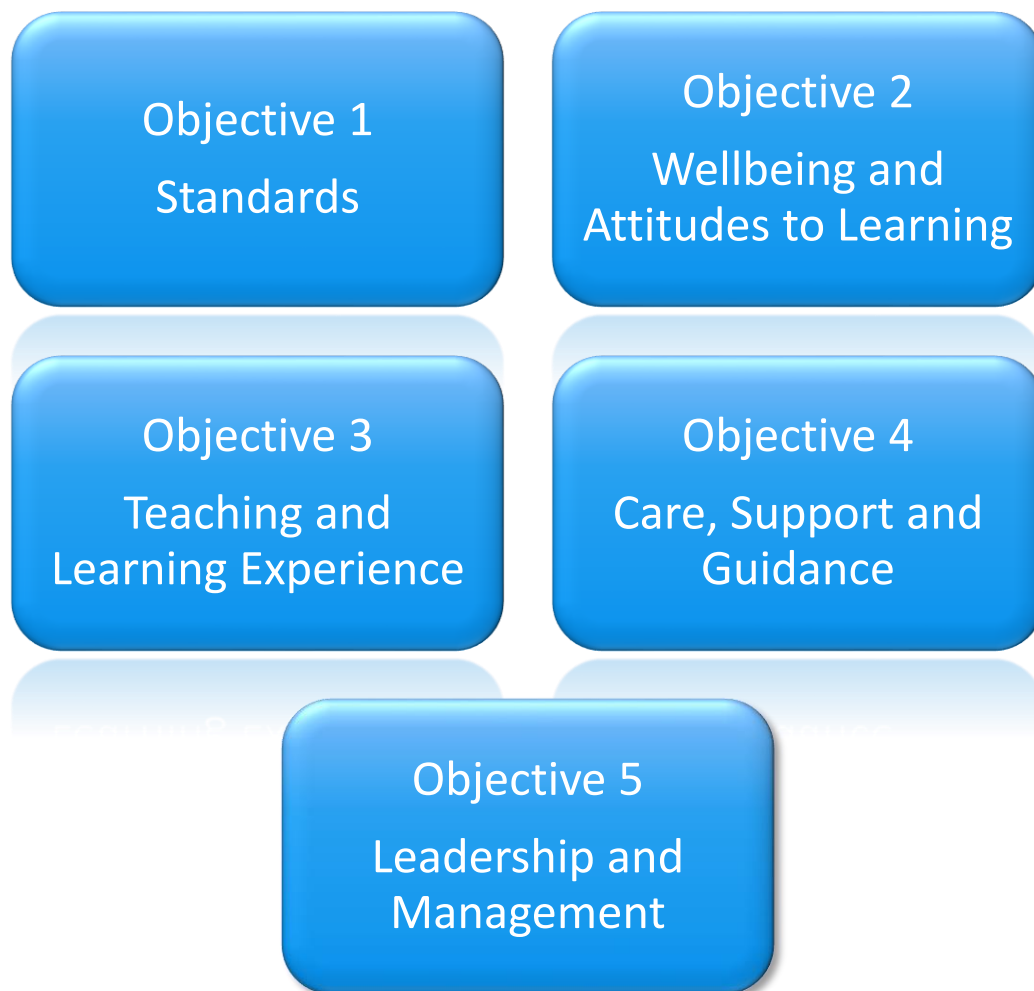 Objective 1
Standards
Objective 2
Wellbeing and
Attitudes to Learning
Objective 3
Teaching and
Learning Experience
Objective 4
Care, Support and
Guidance
Objective 5
Leadership and
Management